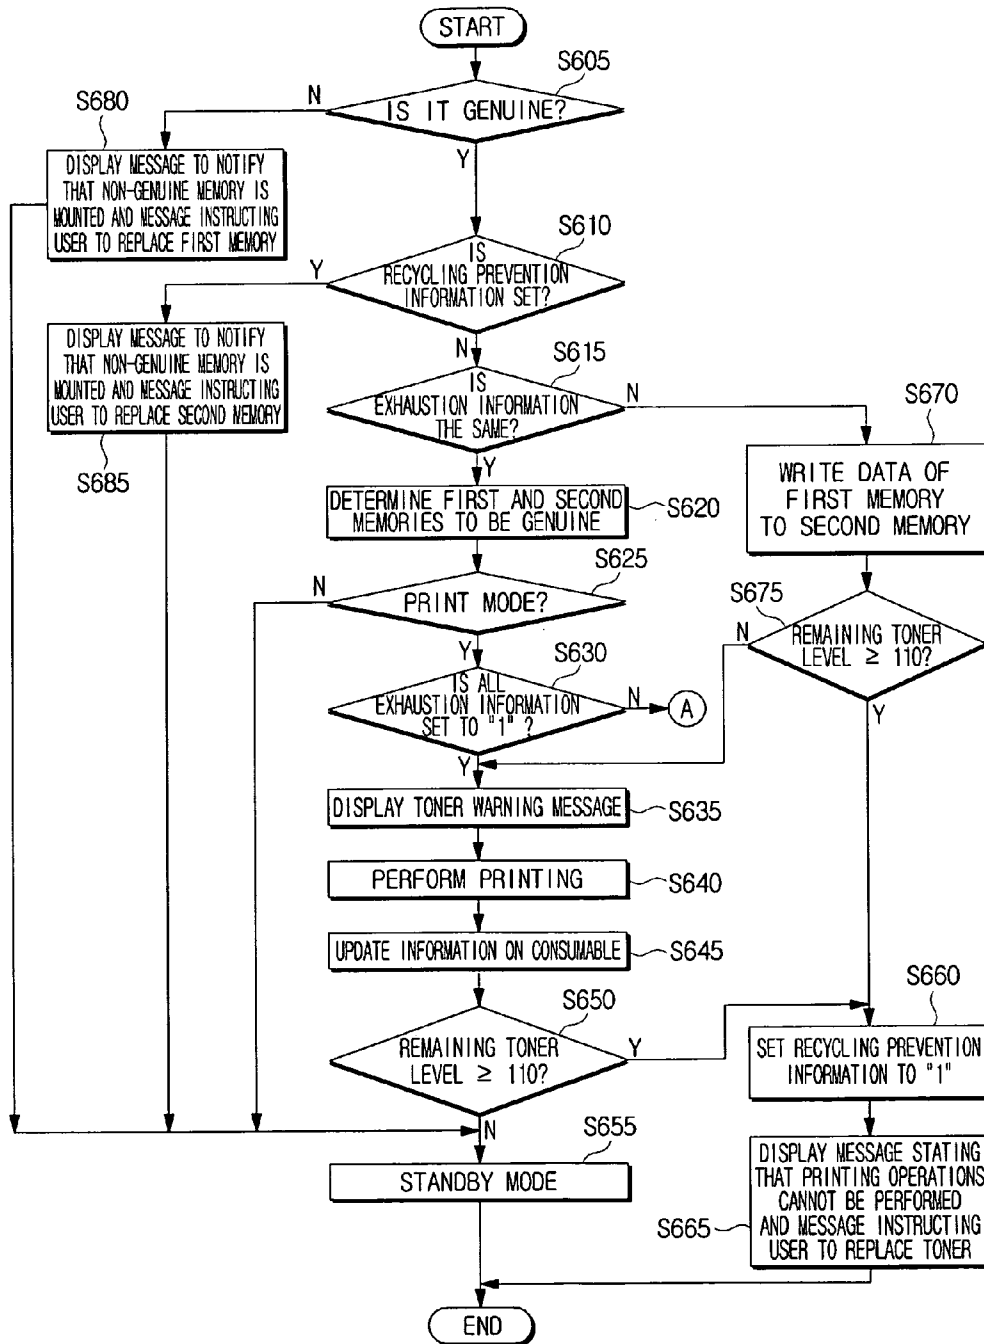 START
S605
IS IT GENUINE?
N
Y
S680
DISPLAY MESSAGE TO NOTIFY
THAT NON-GENUINE MEMORY IS
MOUNTED AND MESSAGE INSTRUCTING
USER TO REPLACE FIRST MEMORY
S610
IS
RECYCLING PREVENTION
INFORMATION SET?
Y
N
DISPLAY MESSAGE TO NOTIFY
THAT NON-GENUINE MEMORY IS
MOUNTED AND MESSAGE INSTRUCTING
USER TO REPLACE SECOND MEMORY
S685
S615
IS
EXHAUSTION INFORMATION
THE SAME?
N
Y
S670
WRITE DATA OF
FIRST MEMORY
TO SECOND MEMORY
DETERMINE FIRST AND SECOND
MEMORIES TO BE GENUINE
S620
S625
PRINT MODE?
N
Y
S675
REMAINING TONER
LEVEL ≥ 110?
N
Y
S630
IS ALL
EXHAUSTION INFORMATION
SET TO "1" ?
N
A
Y
DISPLAY TONER WARNING MESSAGE
S635
PERFORM PRINTING
S640
UPDATE INFORMATION ON CONSUMABLE
S645
S650
REMAINING TONER
LEVEL ≥ 110?
Y
N
S660
SET RECYCLING PREVENTION
INFORMATION TO "1"
S655
STANDBY MODE
DISPLAY MESSAGE STATING
THAT PRINTING OPERATIONS
CANNOT BE PERFORMED
AND MESSAGE INSTRUCTING
USER TO REPLACE TONER
S665
END